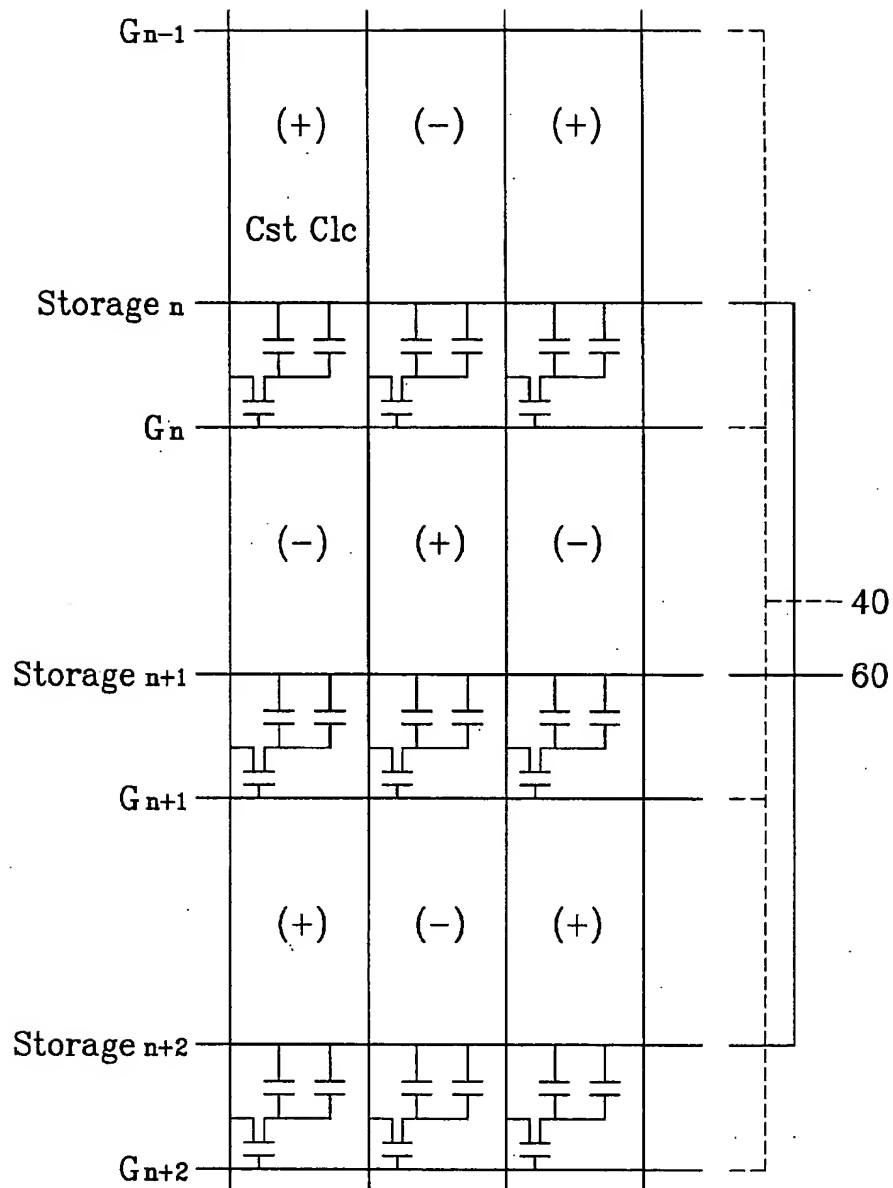 Gn-1
(+) (-) (+)
Cst Clc
Storage n
Gn
(-) (+) (-)
40
Storage n+1
60
Gn+1
(+) (-) (+)
Storage n+2
Gn+2